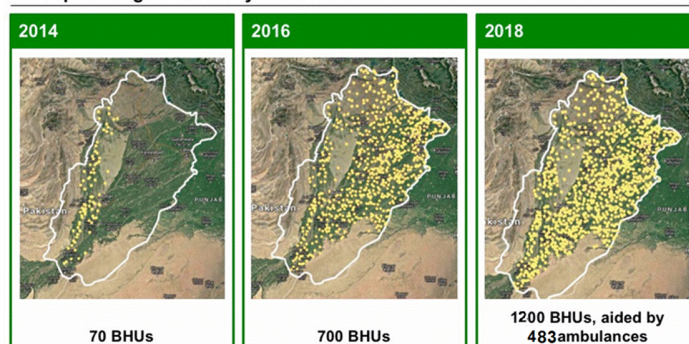 2014
2016
2018
Pakistan
PUNJAB
Pakistan
PUNJAB
kistan
PUNJAB
70 BHUs
700 BHUs
1200 BHUs, aided by
483ambulances